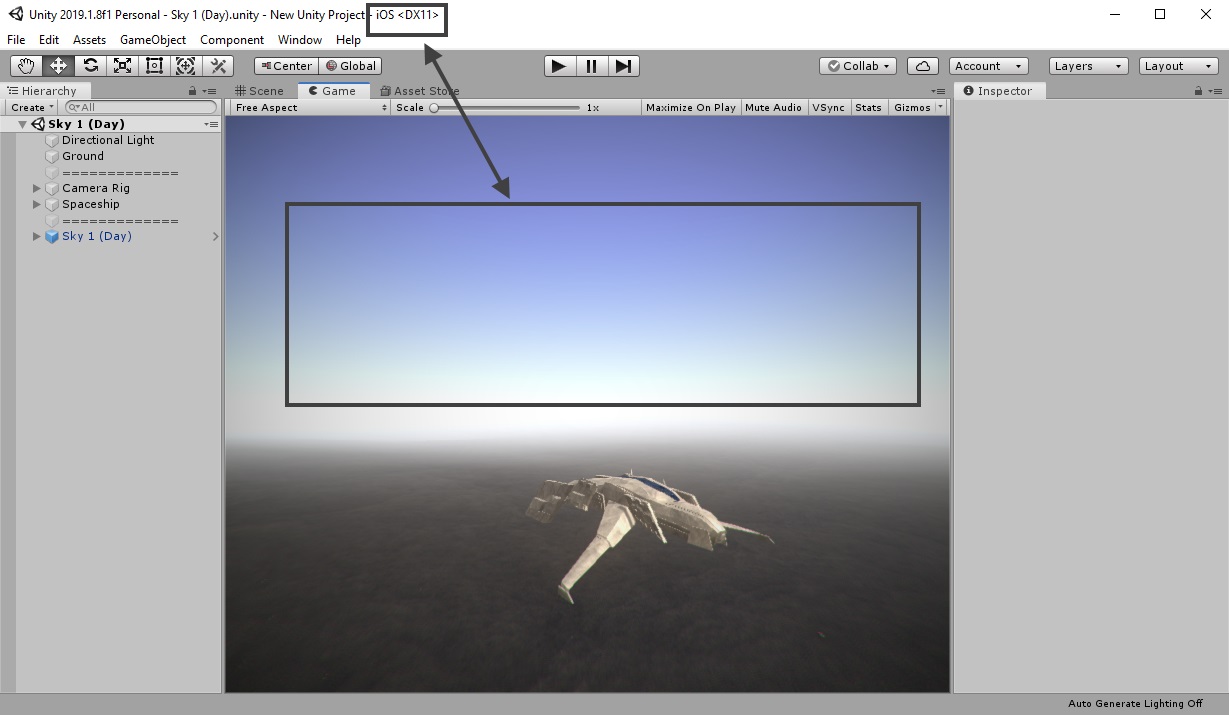 Unity 2019.1.8f1 Personal - Sky 1 (Day).unity - New Unity Project - iOS <DX11>
File Edit Assets GameObject Component Window Help
Center Global Collab Account Layers Layout
Hierarchy Scene Game Asset Store Inspector
Create All Free Aspect Scale 1x Maximize On Play Mute Audio VSync Stats Gizmos
Sky 1 (Day)
Directional Light
Ground
=============
Camera Rig
Spaceship
=============
Sky 1 (Day)
Auto Generate Lighting Off